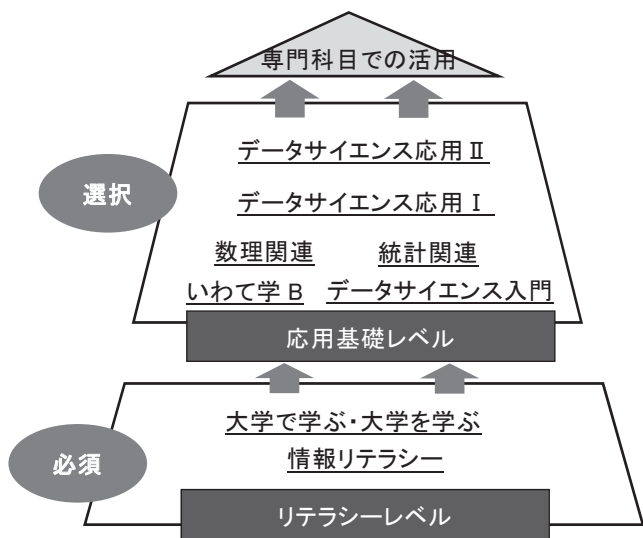 専門科目での活用
選択
データサイエンス応用Ⅱ
データサイエンス応用Ⅰ
数理関連 統計関連
いわて学B データサイエンス入門
応用基礎レベル
必須
大学で学ぶ・大学を学ぶ
情報リテラシー
リテラシーレベル